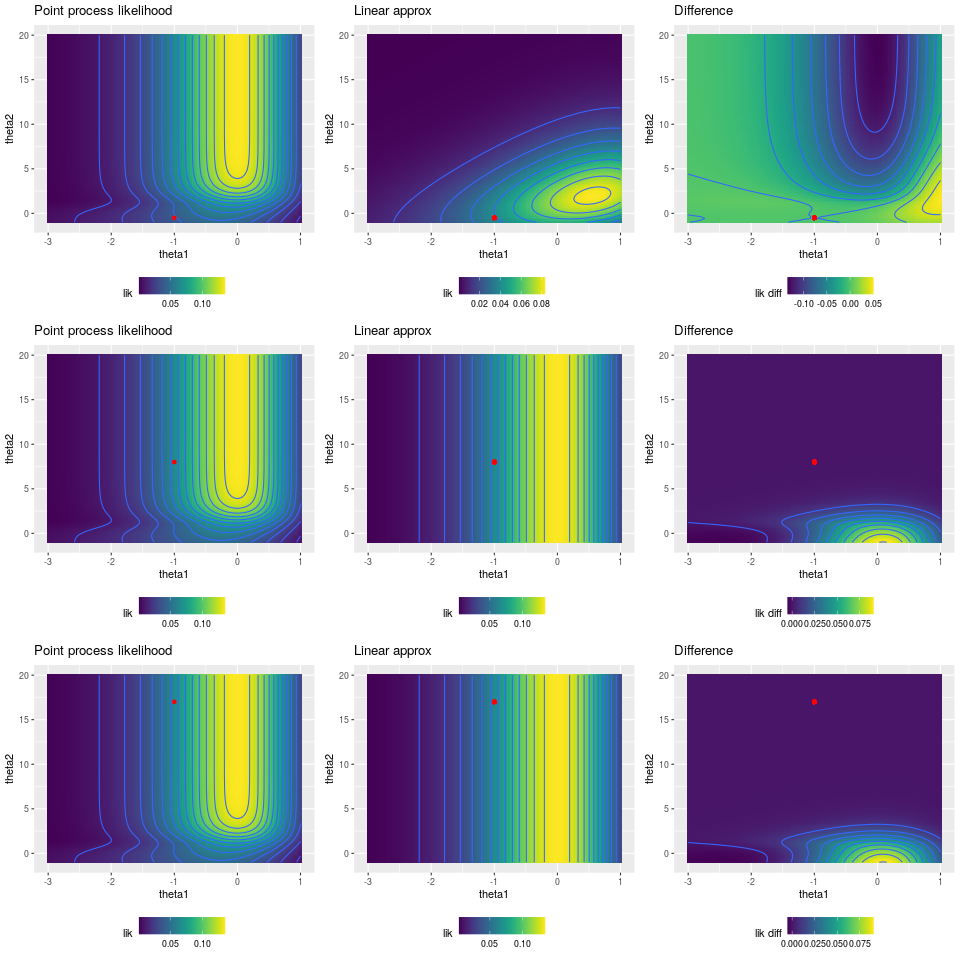 Point process likelihood Linear approx Difference
20 20 20
15 15 15
theta2 theta2 theta2
10 10 10
5 5 5
0 0 0
-3 -2 -1 0 1 -3 -2 -1 0 1 -3 -2 -1 0 1
theta1 theta1 theta1
lik 0.05 0.10 lik 0.02 0.04 0.06 0.08 lik diff -0.10 -0.05 0.00 0.05
Point process likelihood Linear approx Difference
20 20 20
15 15 15
theta2 theta2 theta2
10 10 10
5 5 5
0 0 0
-3 -2 -1 0 1 -3 -2 -1 0 1 -3 -2 -1 0 1
theta1 theta1 theta1
lik 0.05 0.10 lik 0.05 0.10 lik diff 0.000 0.025 0.050 0.075
Point process likelihood Linear approx Difference
20 20 20
15 15 15
theta2 theta2 theta2
10 10 10
5 5 5
0 0 0
-3 -2 -1 0 1 -3 -2 -1 0 1 -3 -2 -1 0 1
theta1 theta1 theta1
lik 0.05 0.10 lik 0.05 0.10 lik diff 0.000 0.025 0.050 0.075